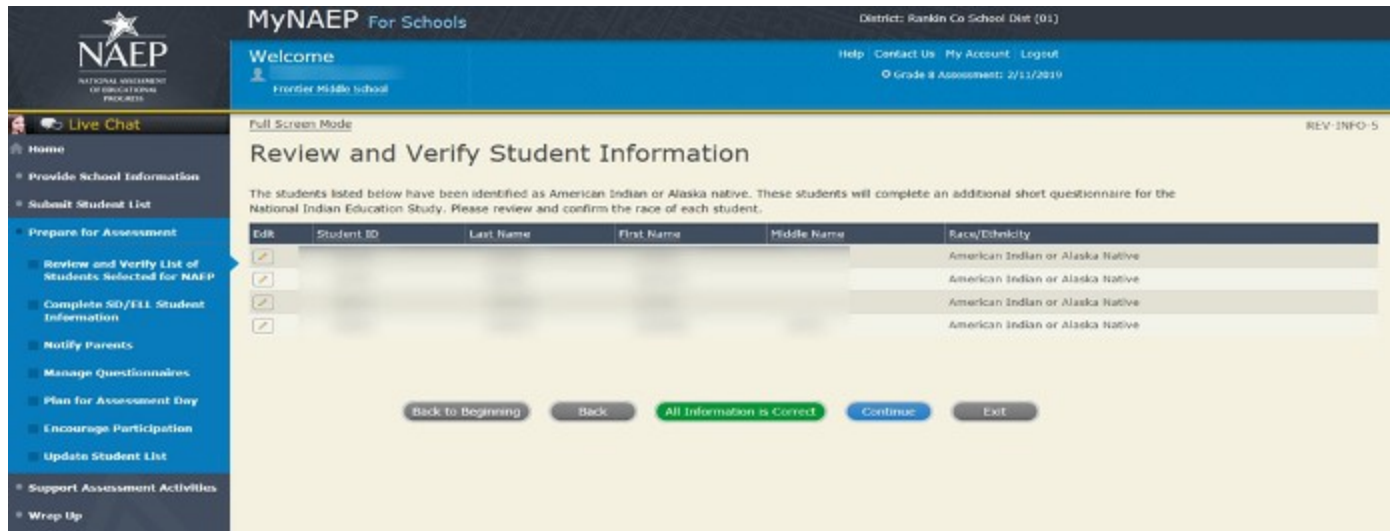 MyNAEP For Schools
District: Rankin Co School Dist (01)
NAEP
NATIONAL ASSESSMENT
OF EDUCATIONAL
PROGRESS
Welcome
Frontier Middle School
Help Contact Us My Account Logout
Grade 8 Assessment: 2/11/2019
Live Chat
Home
Provide School Information
Submit Student List
Prepare for Assessment
Review and Verify List of
Students Selected for NAEP
Complete SD/ELL Student
Information
Notify Parents
Manage Questionnaires
Plan for Assessment Day
Encourage Participation
Update Student List
Support Assessment Activities
Wrap Up
Full Screen Mode
REV-INFO-5
Review and Verify Student Information
The students listed below have been identified as American Indian or Alaska native. These students will complete an additional short questionnaire for the
National Indian Education Study. Please review and confirm the race of each student.
Edit Student ID Last Name First Name Middle Name Race/Ethnicity
American Indian or Alaska Native
American Indian or Alaska Native
American Indian or Alaska Native
American Indian or Alaska Native
Back to Beginning Back All Information is Correct Continue Exit